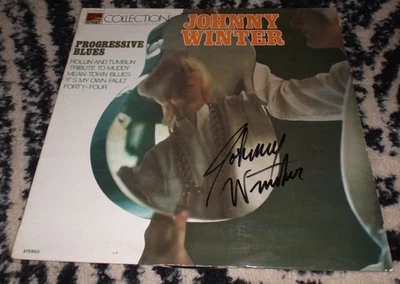 COLLECTION
JOHNNY
WINTER
PROGRESSIVE
BLUES
ROLLIN' AND TUMBLIN'
TRIBUTE TO MUDDY
MEAN TOWN BLUES
IT'S MY OWN FAULT
FORTY-FOUR
Johnny
Winter
STEREO